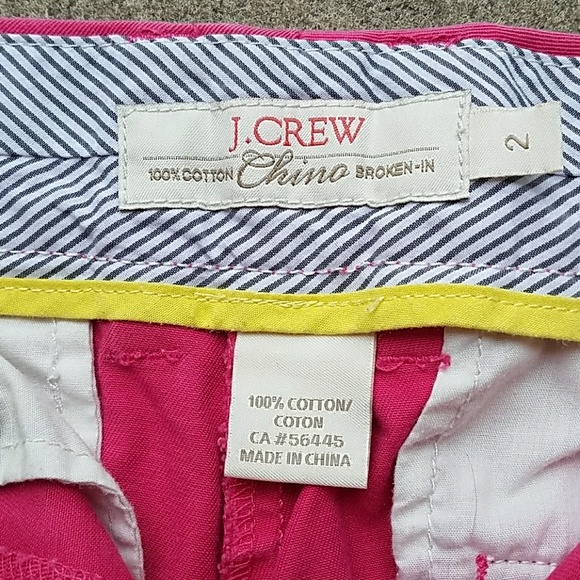 J.CREW
100% COTTON Chino BROKEN-IN
2
100% COTTON/
COTON
CA #56445
MADE IN CHINA